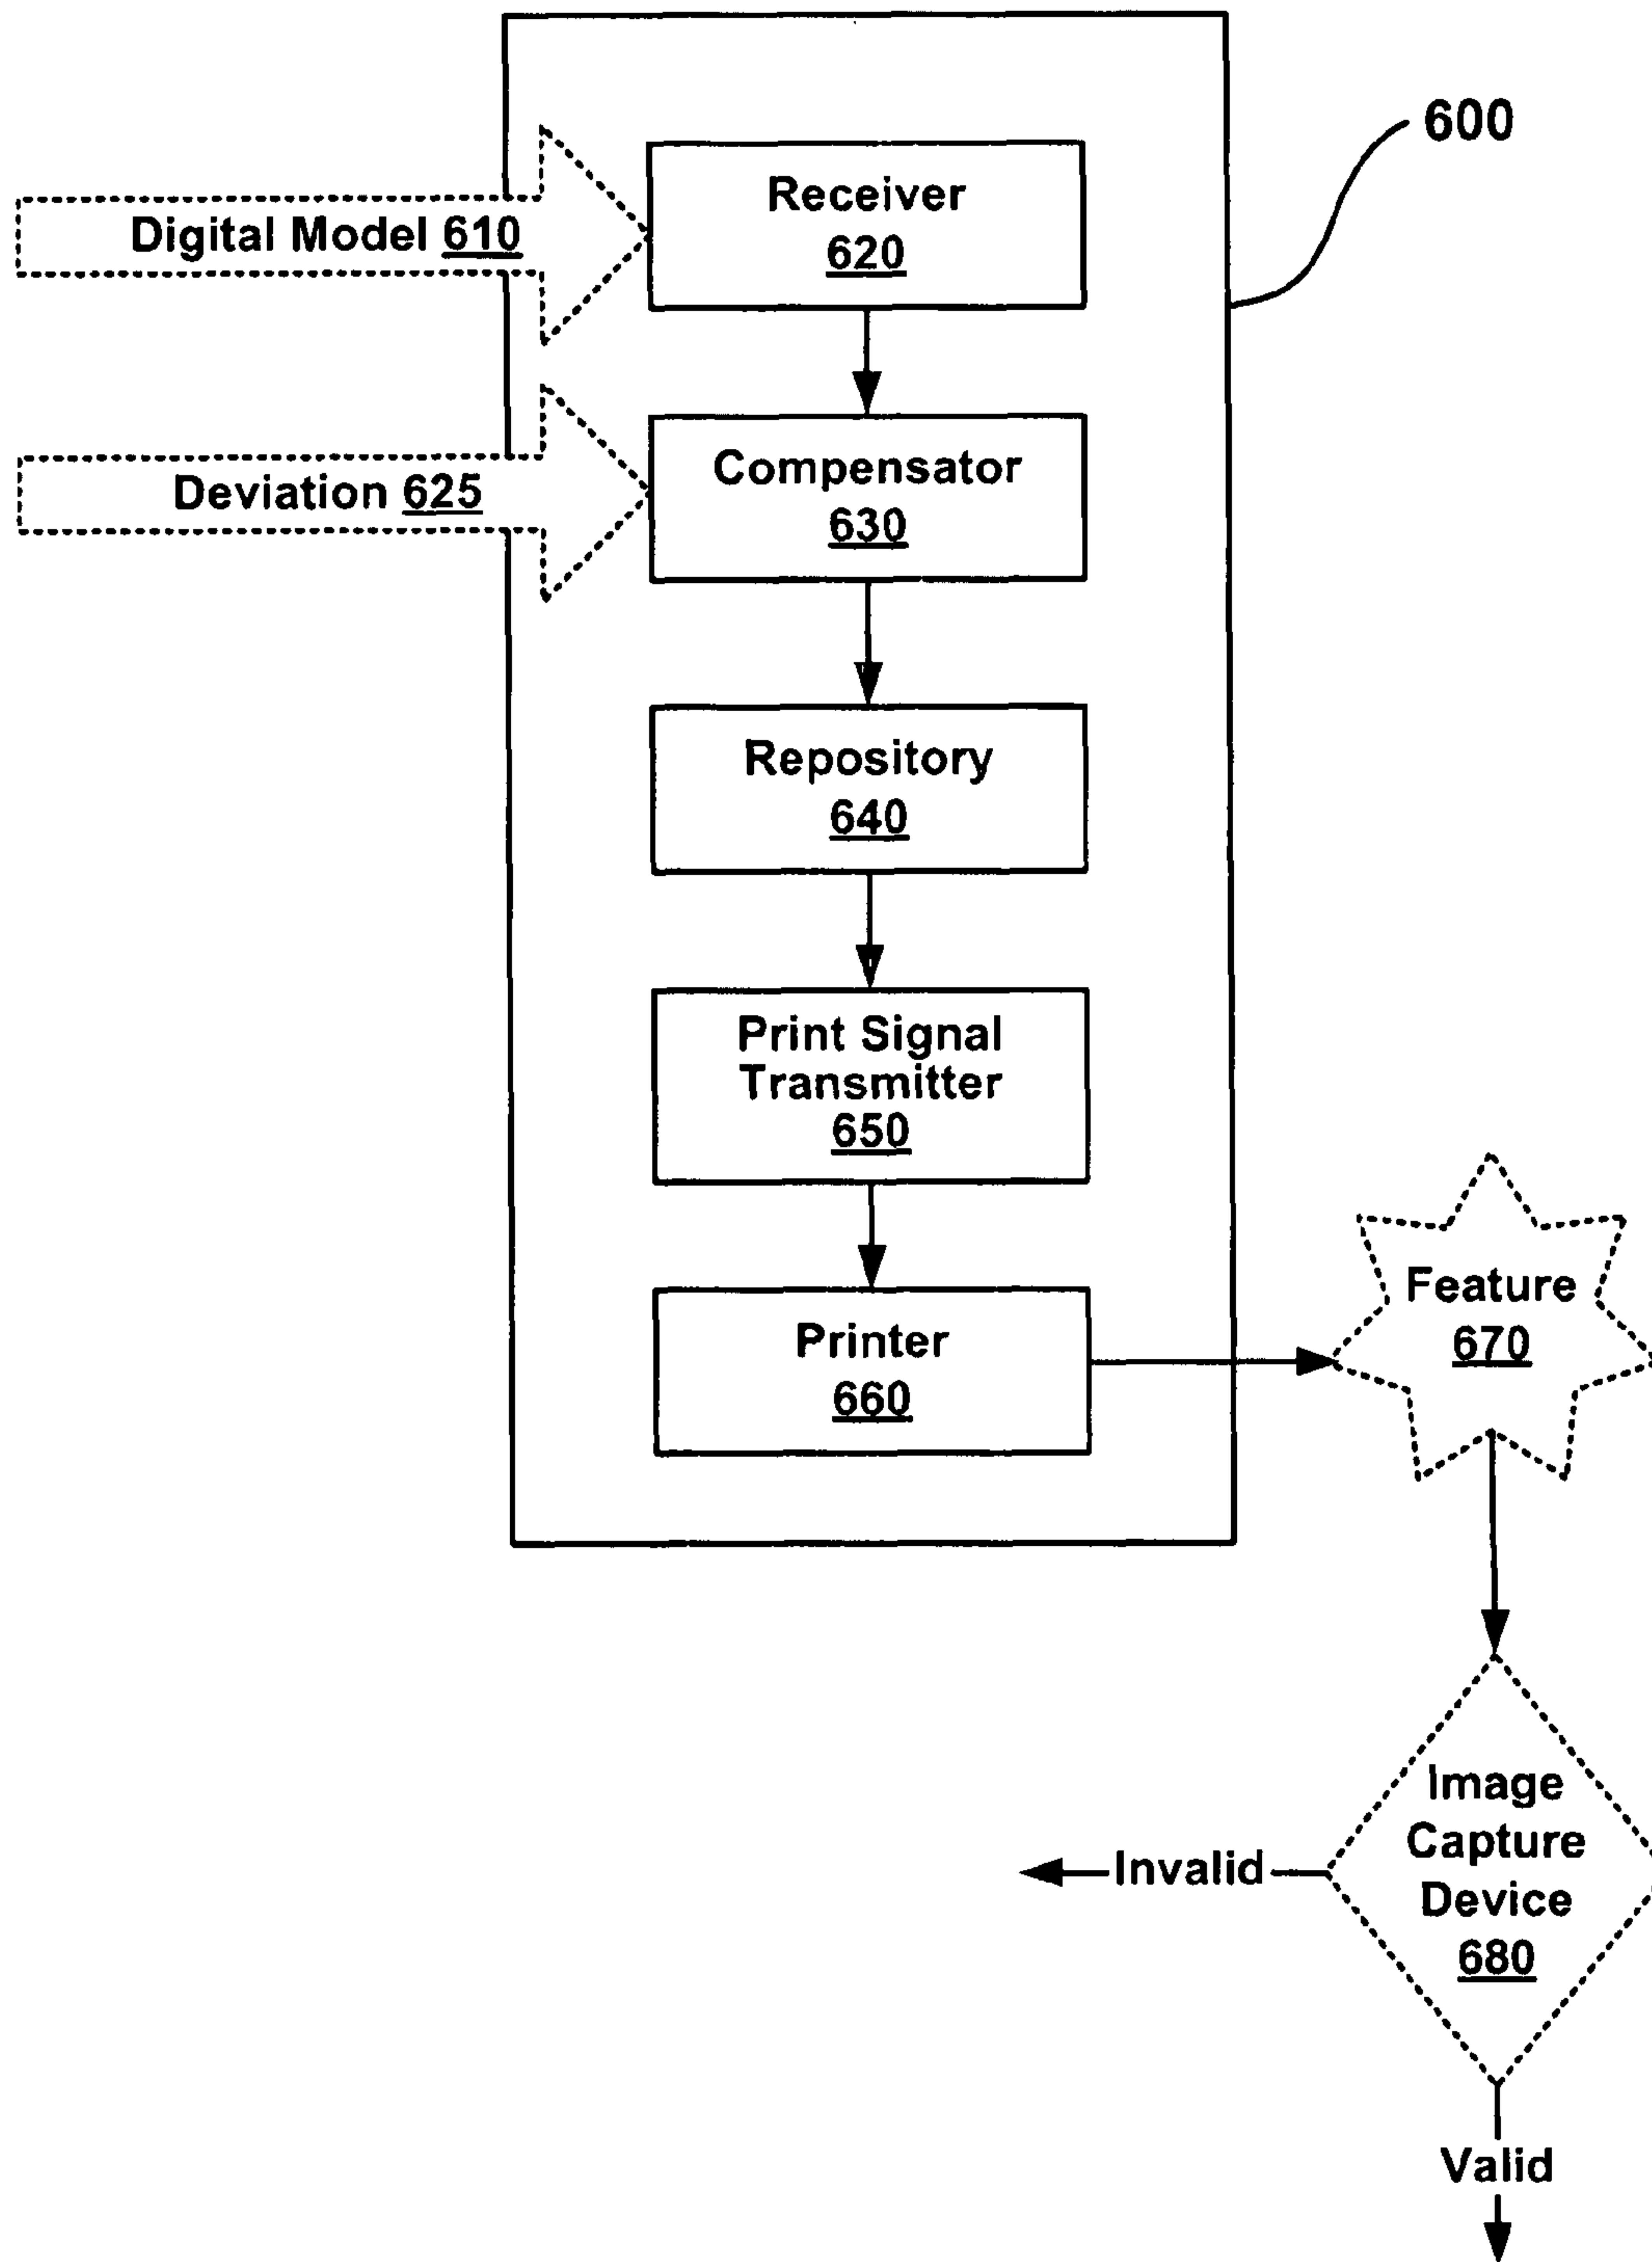 600
Receiver
620
Digital Model 610
Compensator
630
Deviation 625
Repository
640
Print Signal
Transmitter
650
Printer
660
Feature
670
Image
Capture
Device
680
Invalid
Valid